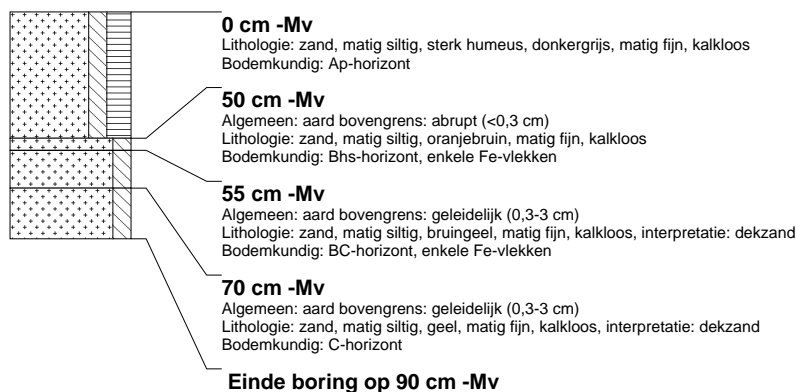 0 cm -Mv
Lithologie: zand, matig siltig, sterk humeus, donkergrijs, matig fijn, kalkloos
Bodemkundig: Ap-horizont
50 cm -Mv
Algemeen: aard bovengrens: abrupt (<0,3 cm)
Lithologie: zand, matig siltig, oranjebruin, matig fijn, kalkloos
Bodemkundig: Bhs-horizont, enkele Fe-vlekken
55 cm -Mv
Algemeen: aard bovengrens: geleidelijk (0,3-3 cm)
Lithologie: zand, matig siltig, bruingeel, matig fijn, kalkloos, interpretatie: dekzand
Bodemkundig: BC-horizont, enkele Fe-vlekken
70 cm -Mv
Algemeen: aard bovengrens: geleidelijk (0,3-3 cm)
Lithologie: zand, matig siltig, geel, matig fijn, kalkloos, interpretatie: dekzand
Bodemkundig: C-horizont
Einde boring op 90 cm -Mv